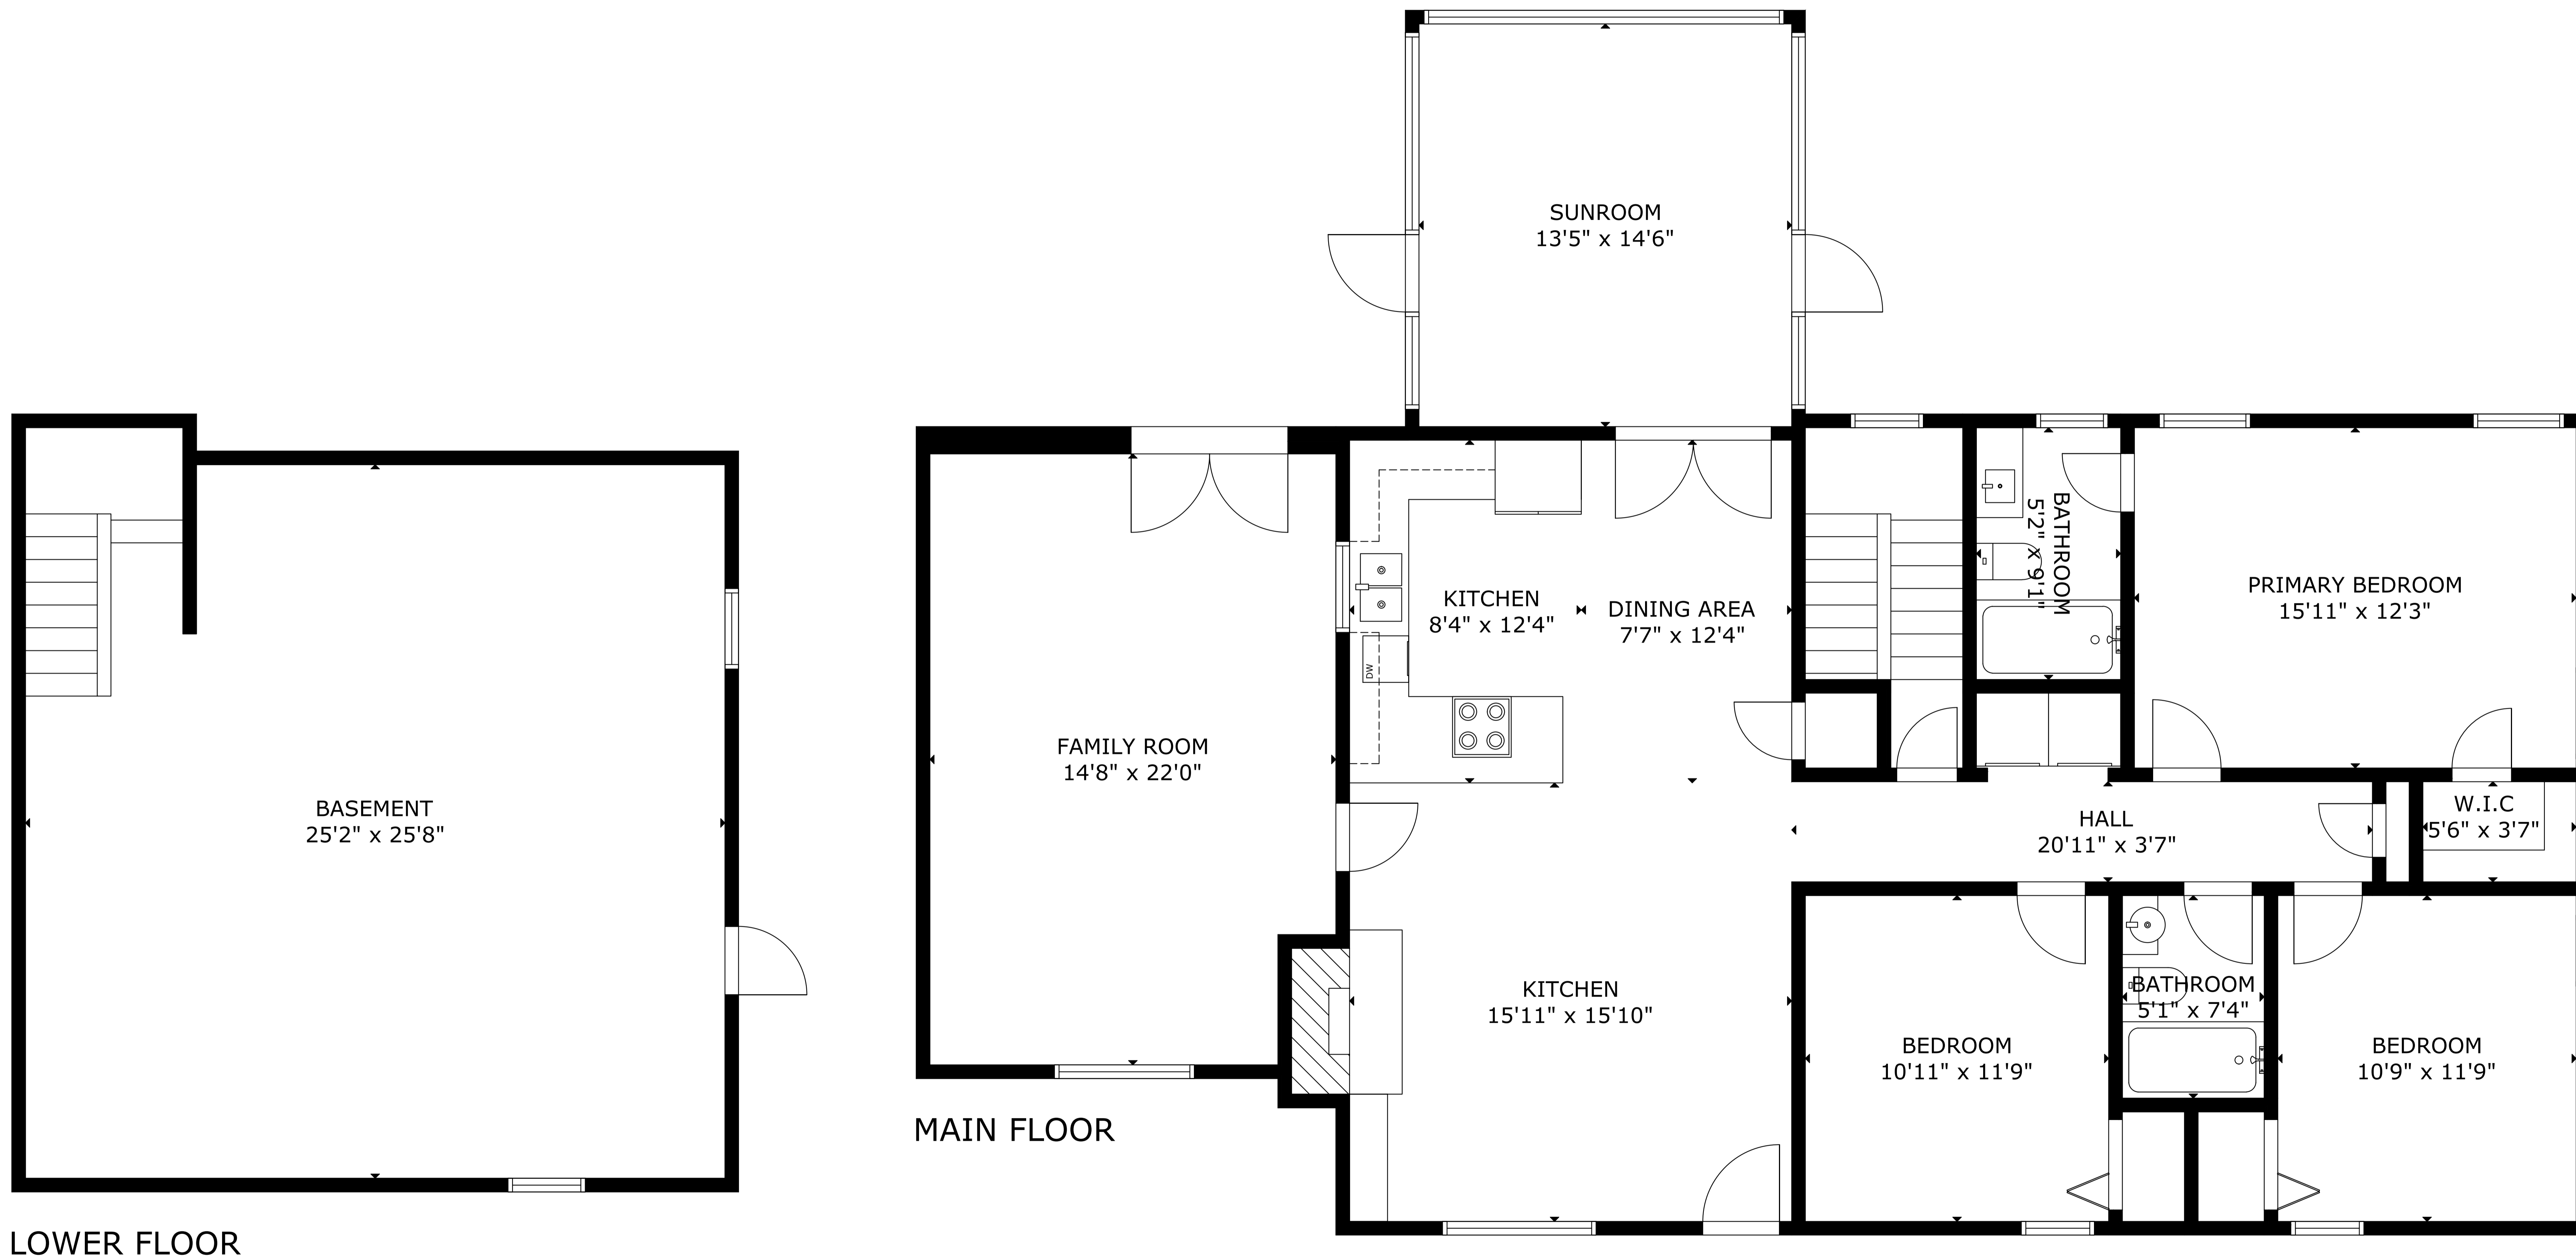 SUNROOM
13'5" x 14'6"
BATHROOM
5'2" x 9'1"
PRIMARY BEDROOM
15'11" x 12'3"
KITCHEN
8'4" x 12'4"
DINING AREA
7'7" x 12'4"
DW
FAMILY ROOM
14'8" x 22'0"
BASEMENT
25'2" x 25'8"
HALL
20'11" x 3'7"
W.I.C
5'6" x 3'7"
KITCHEN
15'11" x 15'10"
BATHROOM
5'1" x 7'4"
BEDROOM
10'11" x 11'9"
BEDROOM
10'9" x 11'9"
MAIN FLOOR
LOWER FLOOR